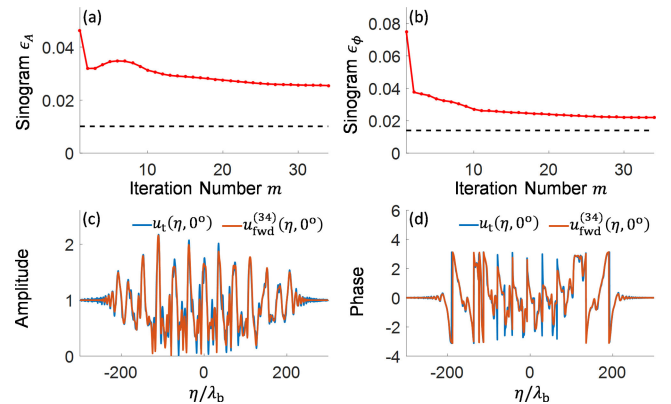 (a)
Sinogram ϵ_A
0.04
0.02
0
10
20
30
Iteration Number m
(b)
Sinogram ϵ_ϕ
0.08
0.06
0.04
0.02
0
10
20
30
Iteration Number m
(c)
u_t(η, 0°)
u_fwd^(34)(η, 0°)
Amplitude
2
1
0
-200
0
200
η/λ_b
(d)
u_t(η, 0°)
u_fwd^(34)(η, 0°)
Phase
6
4
2
0
-2
-4
-200
0
200
η/λ_b